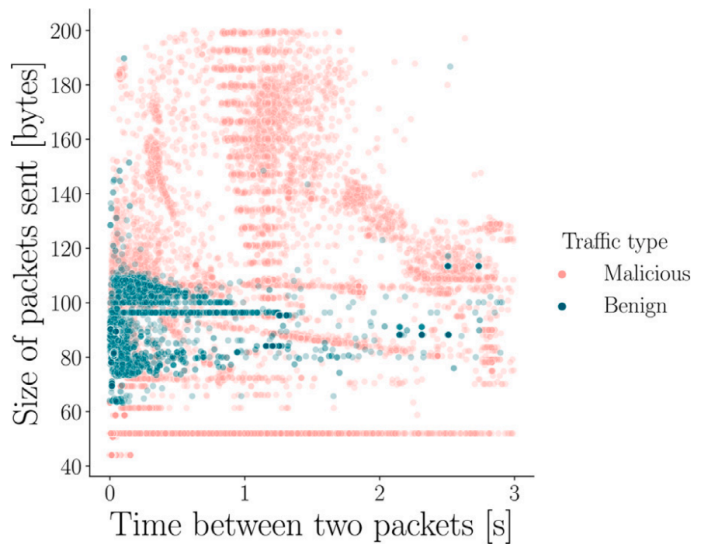 200
180
160
140
120
100
80
60
40
Size of packets sent [bytes]
0 1 2 3
Time between two packets [s]
Traffic type
Malicious
Benign